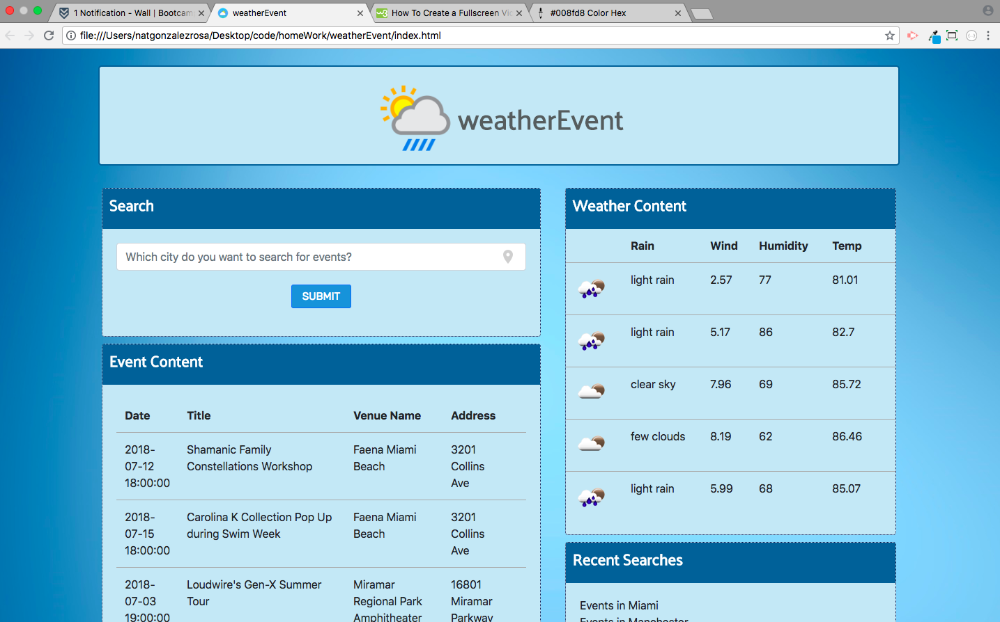 1 Notification - Wall | Bootcam
weatherEvent
How To Create a Fullscreen Vid
#008fd8 Color Hex
file:///Users/natgonzalezrosa/Desktop/code/homeWork/weatherEvent/index.html
weatherEvent
Search
Which city do you want to search for events?
SUBMIT
Event Content
Date Title Venue Name Address
2018- Shamanic Family Faena Miami 3201
07-12 Constellations Workshop Beach Collins
18:00:00 Ave
2018- Carolina K Collection Pop Up Faena Miami 3201
07-15 during Swim Week Beach Collins
18:00:00 Ave
2018- Loudwire's Gen-X Summer Miramar 16801
07-03 Tour Regional Park Miramar
19:00:00 Amphitheater Parkway
Weather Content
Rain Wind Humidity Temp
light rain 2.57 77 81.01
light rain 5.17 86 82.7
clear sky 7.96 69 85.72
few clouds 8.19 62 86.46
light rain 5.99 68 85.07
Recent Searches
Events in Miami
Events in Manchester